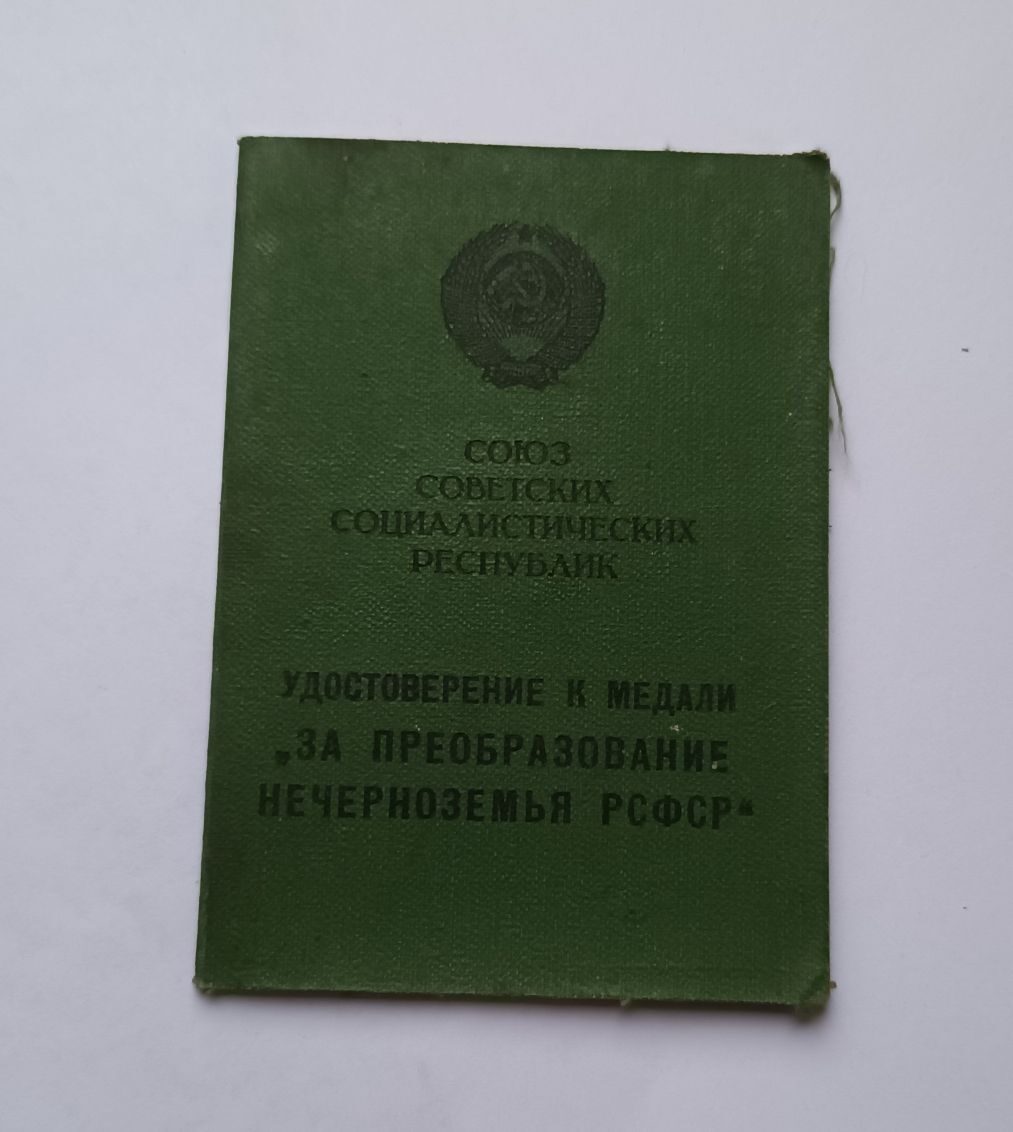 СОЮЗ
СОВЕТСКИХ
СОЦИАЛИСТИЧЕСКИХ
РЕСПУБЛИК
УДОСТОВЕРЕНИЕ К МЕДАЛИ
„ЗА ПРЕОБРАЗОВАНИЕ
НЕЧЕРНОЗЕМЬЯ РСФСР“